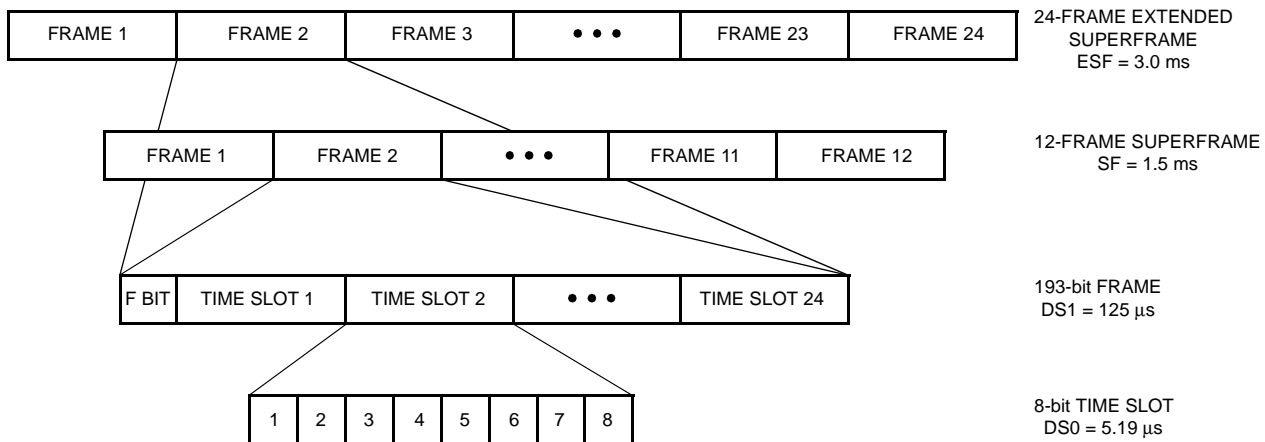 FRAME 1 FRAME 2 FRAME 3 • • • FRAME 23 FRAME 24
24-FRAME EXTENDED
SUPERFRAME
ESF = 3.0 ms
FRAME 1 FRAME 2 • • • FRAME 11 FRAME 12
12-FRAME SUPERFRAME
SF = 1.5 ms
F BIT TIME SLOT 1 TIME SLOT 2 • • • TIME SLOT 24
193-bit FRAME
DS1 = 125 μs
1 2 3 4 5 6 7 8
8-bit TIME SLOT
DS0 = 5.19 μs